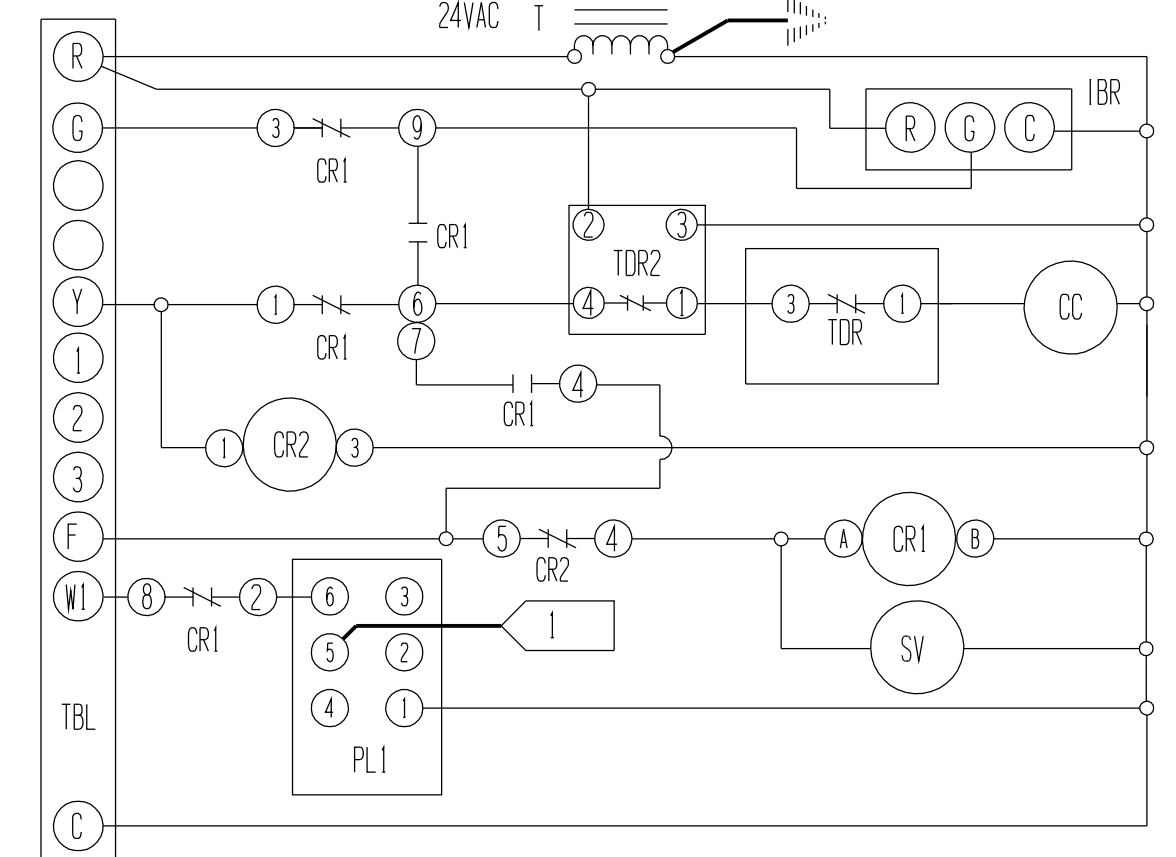 24VAC T
R
IBR
G 3 9 R G C
CR1
CR1
2 3
TDR2
Y 1 6 4 1 3 1 CC
CR1 7 TDR
1
4
CR1
2
1 CR2 3
3
F 5 4 A CR1 B
CR2
W1 8 2 6 3
1
CR1
5 2 SV
4 1
TBL
PL1
C